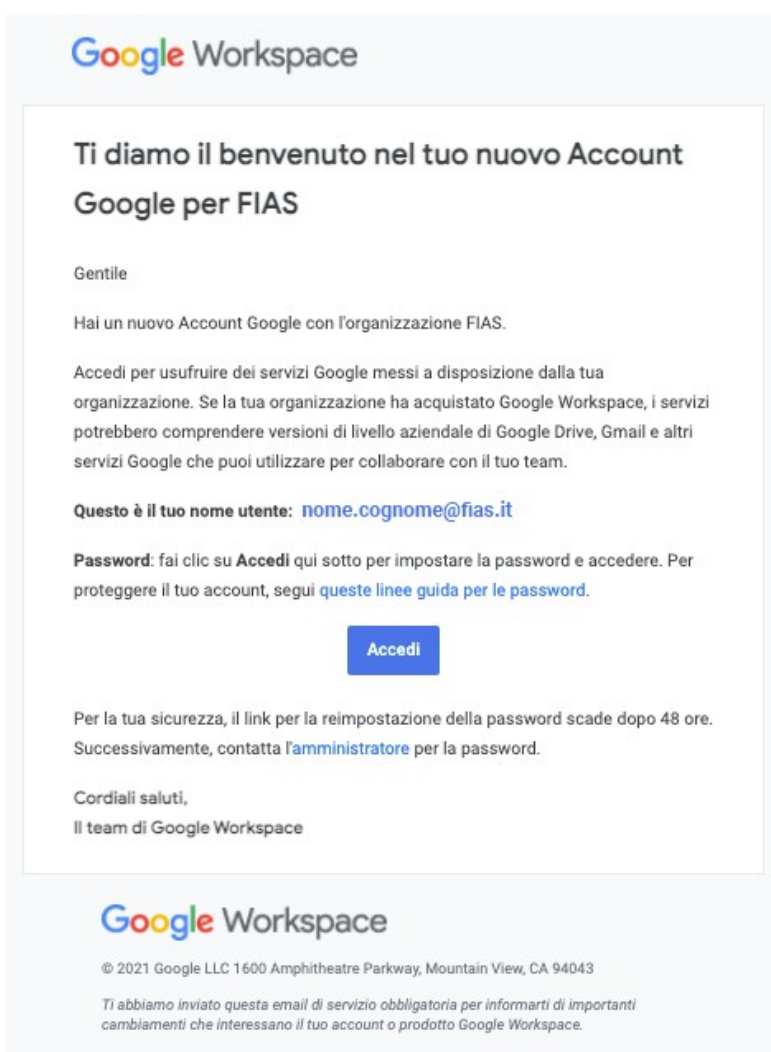 Google Workspace
Ti diamo il benvenuto nel tuo nuovo Account
Google per FIAS
Gentile
Hai un nuovo Account Google con l'organizzazione FIAS.
Accedi per usufruire dei servizi Google messi a disposizione dalla tua
organizzazione. Se la tua organizzazione ha acquistato Google Workspace, i servizi
potrebbero comprendere versioni di livello aziendale di Google Drive, Gmail e altri
servizi Google che puoi utilizzare per collaborare con il tuo team.
Questo è il tuo nome utente: nome.cognome@fias.it
Password: fai clic su Accedi qui sotto per impostare la password e accedere. Per
proteggere il tuo account, segui queste linee guida per le password.
Accedi
Per la tua sicurezza, il link per la reimpostazione della password scade dopo 48 ore.
Successivamente, contatta l'amministratore per la password.
Cordiali saluti,
Il team di Google Workspace
Google Workspace
© 2021 Google LLC 1600 Amphitheatre Parkway, Mountain View, CA 94043
Ti abbiamo inviato questa email di servizio obbligatoria per informarti di importanti
cambiamenti che interessano il tuo account o prodotto Google Workspace.